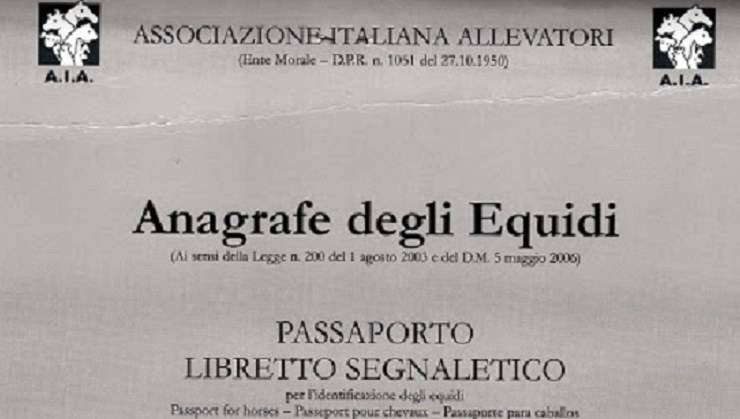 ASSOCIAZIONE ITALIANA ALLEVATORI
(Ente Morale – D.P.R. n. 1051 del 27.10.1950)
A.I.A.
A.I.A.
Anagrafe degli Equidi
(Ai sensi della Legge n. 200 del 1 agosto 2003 e del D.M. 5 maggio 2006)
PASSAPORTO
LIBRETTO SEGNALETICO
per l'identificazione degli equidi
Passport for horses – Passeport pour chevaux – Passaporte para caballos